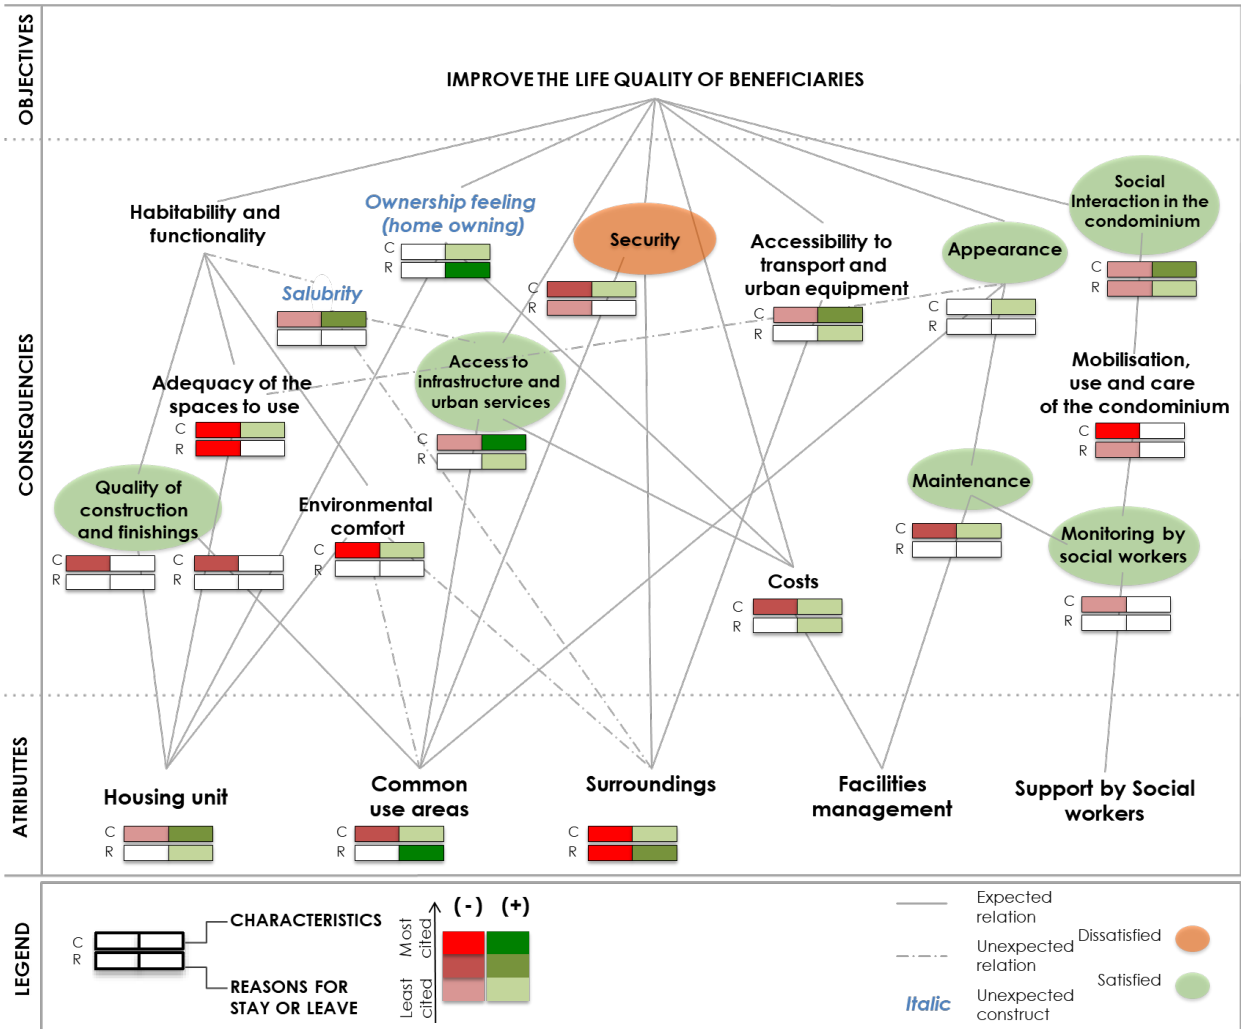 OBJECTIVES
IMPROVE THE LIFE QUALITY OF BENEFICIARIES
CONSEQUENCIES
Habitability and
functionality
Ownership feeling
(home owning)
C
R
Security
C
R
Accessibility to
transport and
urban equipment
C
R
Appearance
C
R
Social
Interaction in the
condominium
C
R
Salubrity
C
R
Adequacy of the
spaces to use
C
R
Access to
infrastructure and
urban services
C
R
Mobilisation,
use and care
of the condominium
C
R
Quality of
construction
and finishings
C
R
C
R
Environmental
comfort
C
R
Maintenance
C
R
Monitoring by
social workers
C
R
Costs
C
R
ATRIBUTTES
Housing unit
C
R
Common
use areas
C
R
Surroundings
C
R
Facilities
management
Support by Social
workers
LEGEND
C
R
CHARACTERISTICS
REASONS FOR
STAY OR LEAVE
(-) (+)
Most
cited
Least
cited
Expected
relation
Unexpected
relation
Italic
Unexpected
construct
Dissatisfied
Satisfied